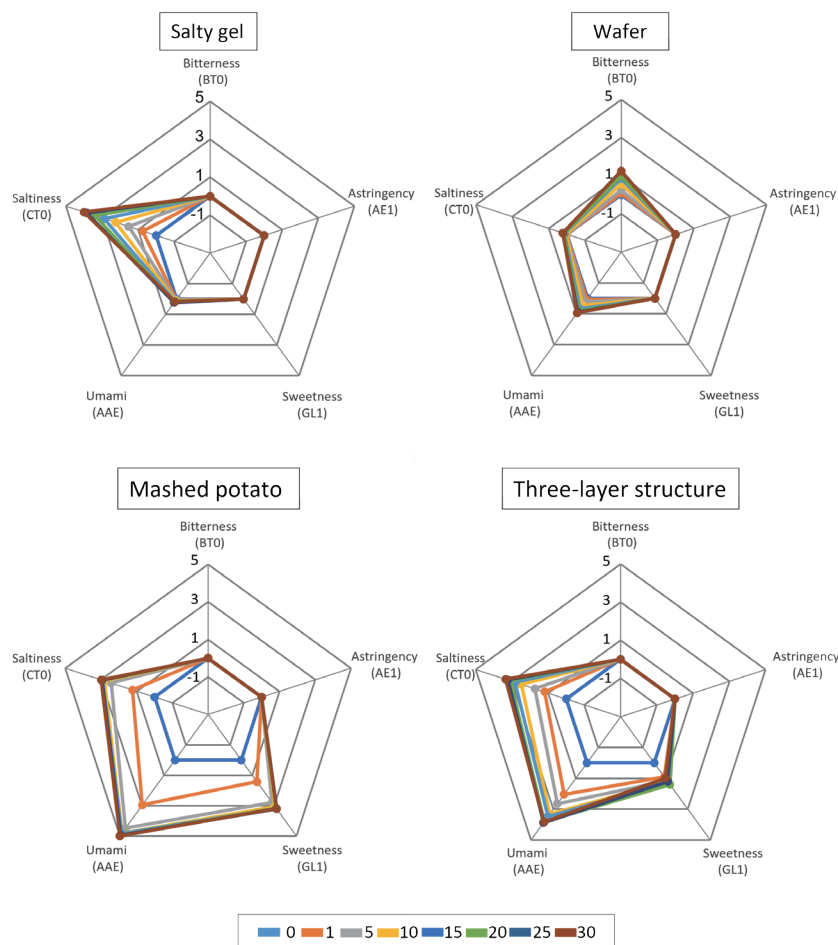 Salty gel
Bitterness
(BT0)
5
3
1
-1
Astringency
(AE1)
Saltiness
(CT0)
Umami
(AAE)
Sweetness
(GL1)
Wafer
Bitterness
(BT0)
5
3
1
-1
Astringency
(AE1)
Saltiness
(CT0)
Umami
(AAE)
Sweetness
(GL1)
Mashed potato
Bitterness
(BT0)
5
3
1
-1
Astringency
(AE1)
Saltiness
(CT0)
Umami
(AAE)
Sweetness
(GL1)
Three-layer structure
Bitterness
(BT0)
5
3
1
-1
Astringency
(AE1)
Saltiness
(CT0)
Umami
(AAE)
Sweetness
(GL1)
0 1 5 10 15 20 25 30